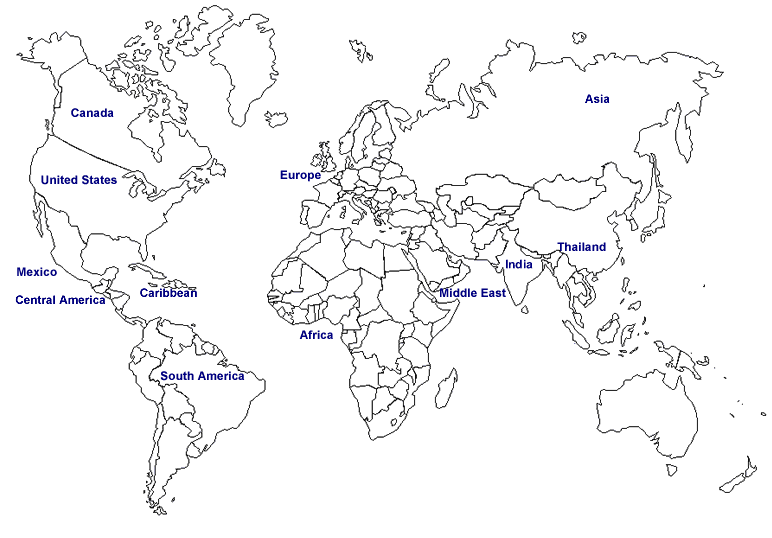 Asia
Canada
Europe
United States
Thailand
India
Mexico
Caribbean
Middle East
Central America
Africa
South America